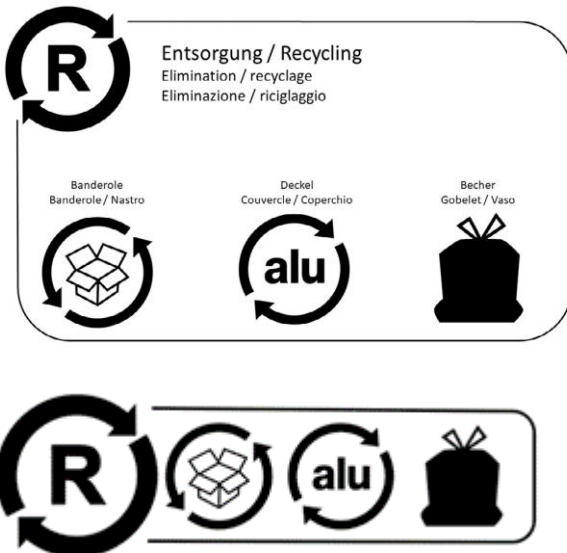 R
Entsorgung / Recycling
Elimination / recyclage
Eliminazione / riciglaggio
Banderole
Banderole / Nastro
Deckel
Couvercle / Coperchio
Becher
Gobelet / Vaso
alu
R
alu